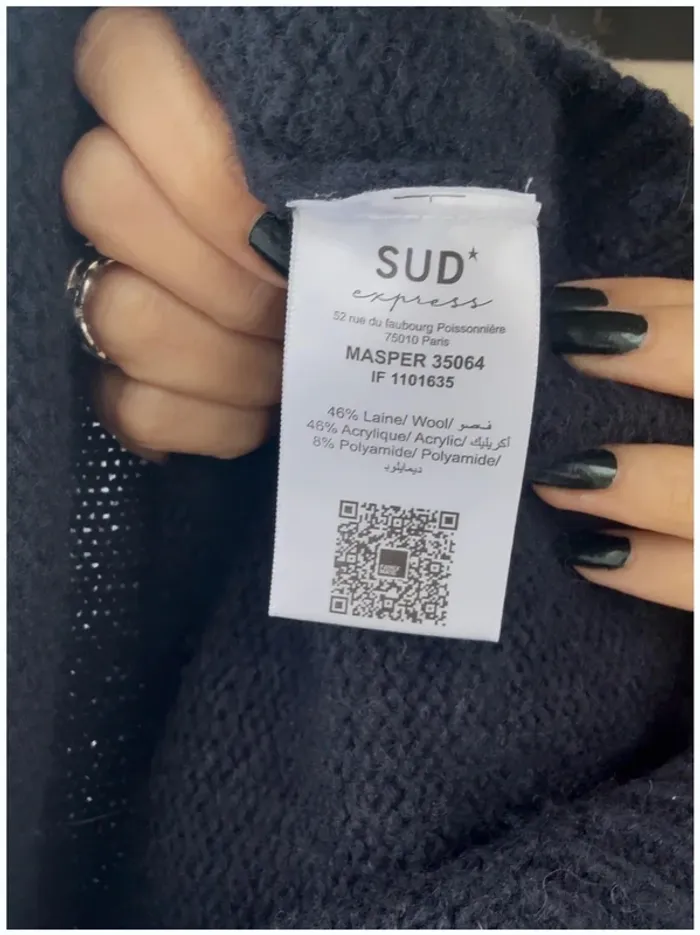 SUD*
express
52 rue du faubourg Poissonnière
75010 Paris
MASPER 35064
IF 1101635
46% Laine/ Wool/
46% Acrylique/ Acrylic/ أكريليك
8% Polyamide/ Polyamide/